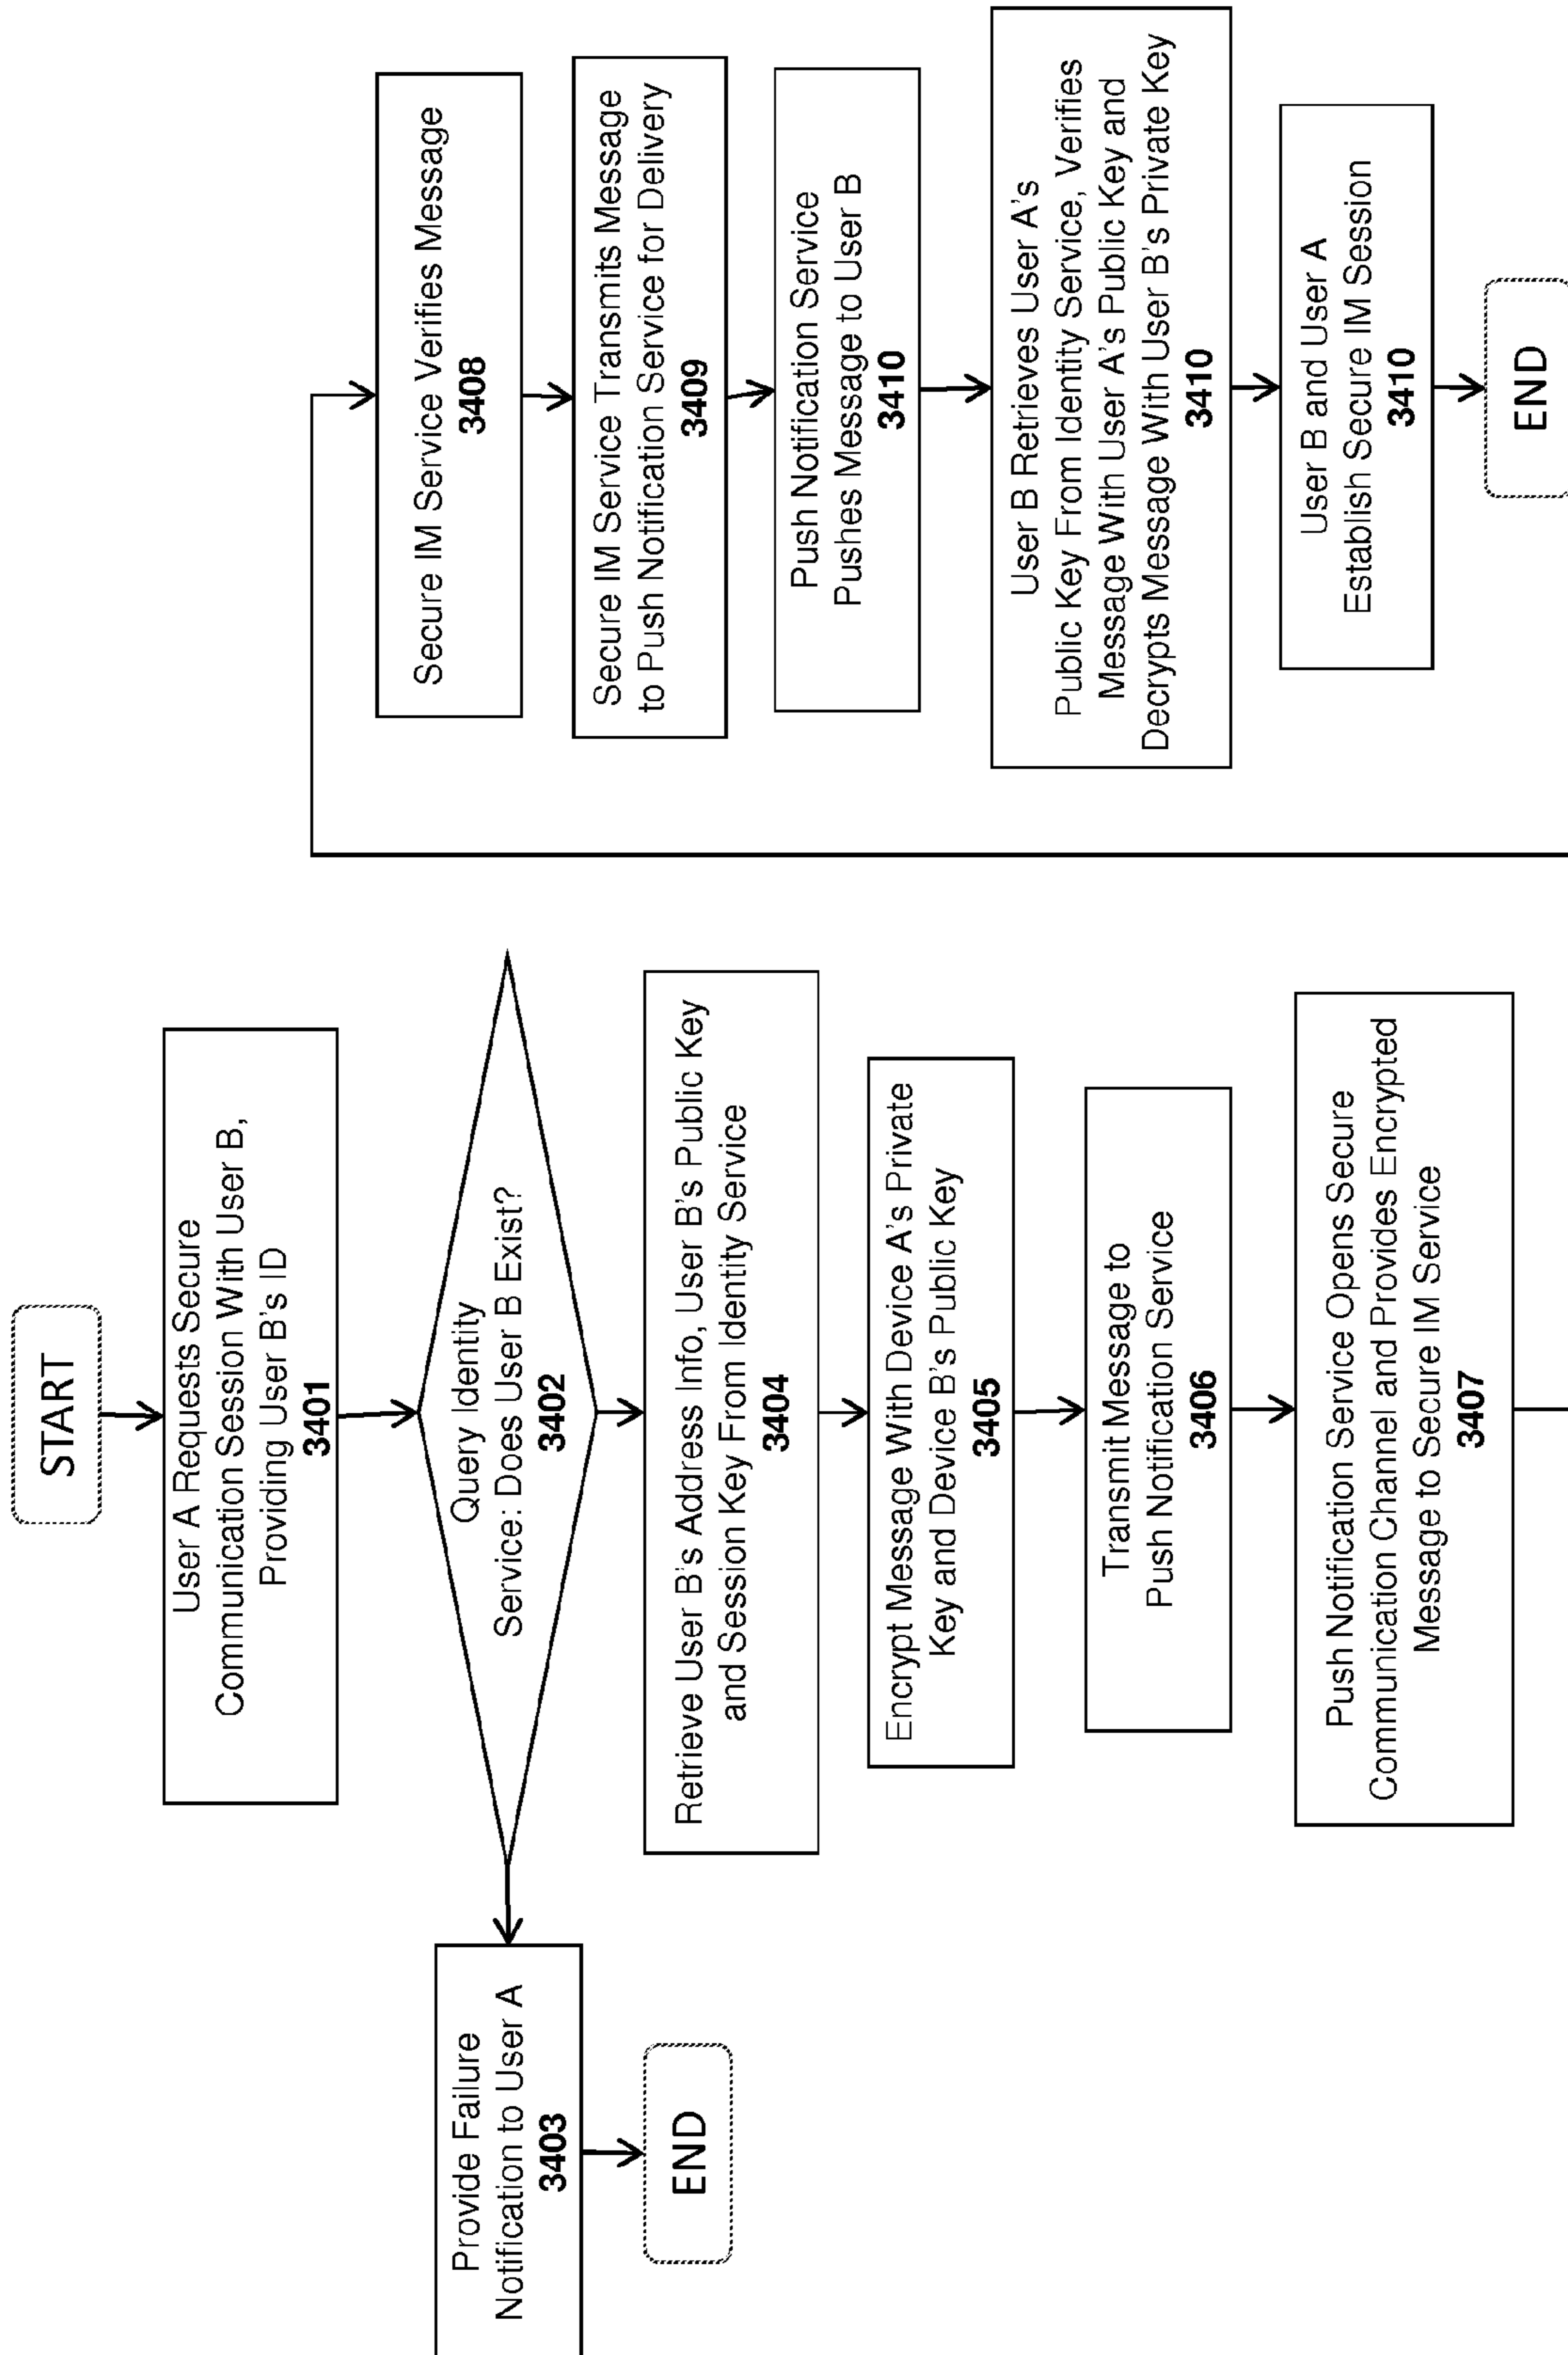 START
User A Requests Secure
Communication Session With User B,
Providing User B's ID
3401
Query Identity
Service: Does User B Exist?
3402
Provide Failure
Notification to User A
3403
END
Retrieve User B's Address Info, User B's Public Key
and Session Key From Identity Service
3404
Encrypt Message With Device A's Private
Key and Device B's Public Key
3405
Transmit Message to
Push Notification Service
3406
Push Notification Service Opens Secure
Communication Channel and Provides Encrypted
Message to Secure IM Service
3407
Secure IM Service Verifies Message
3408
Secure IM Service Transmits Message
to Push Notification Service for Delivery
3409
Push Notification Service
Pushes Message to User B
3410
User B Retrieves User A's
Public Key From Identity Service, Verifies
Message With User A's Public Key and
Decrypts Message With User B's Private Key
3410
User B and User A
Establish Secure IM Session
3410
END